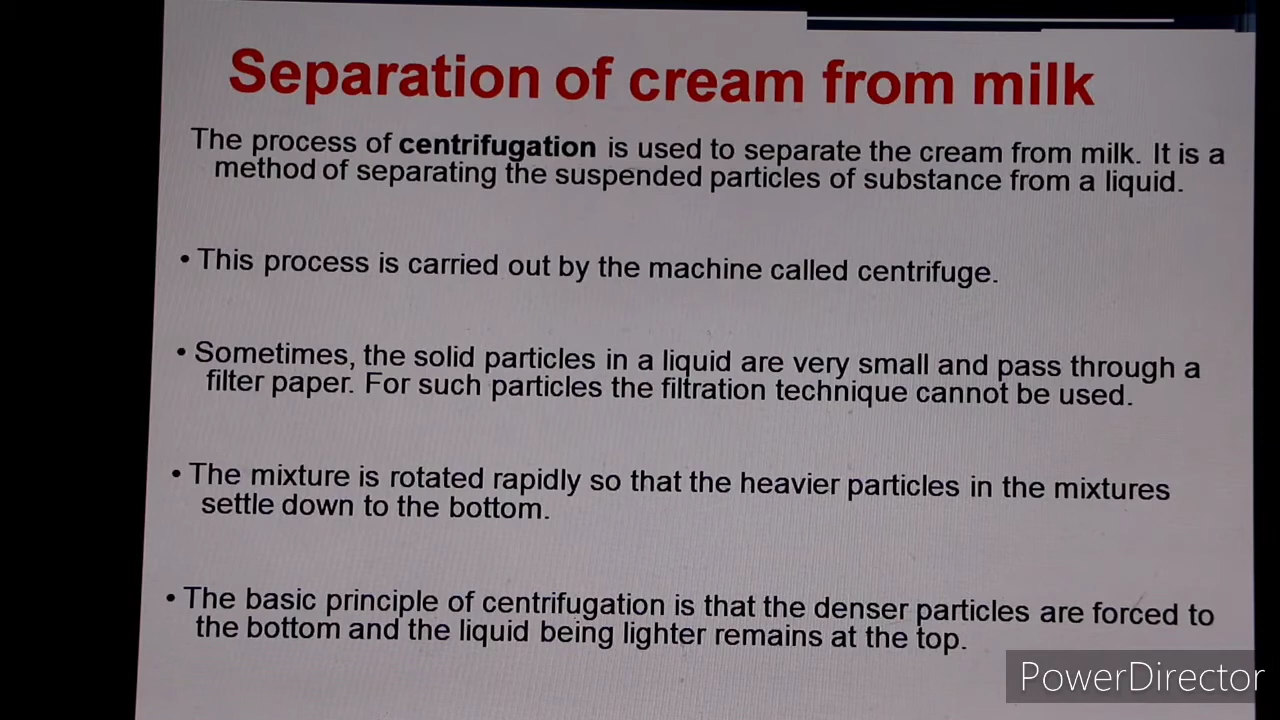 Separation of cream from milk
The process of centrifugation is used to separate the cream from milk. It is a
method of separating the suspended particles of substance from a liquid.
• This process is carried out by the machine called centrifuge.
• Sometimes, the solid particles in a liquid are very small and pass through a
filter paper. For such particles the filtration technique cannot be used.
• The mixture is rotated rapidly so that the heavier particles in the mixtures
settle down to the bottom.
• The basic principle of centrifugation is that the denser particles are forced to
the bottom and the liquid being lighter remains at the top.
PowerDirector